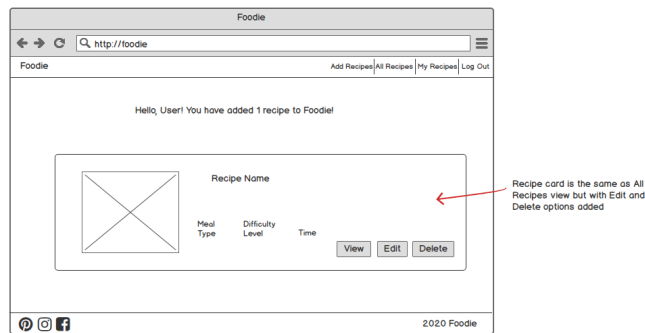 Foodie
http://foodie
Foodie
Add Recipes All Recipes My Recipes Log Out
Hello, User! You have added 1 recipe to Foodie!
Recipe Name
Meal Type
Difficulty Level
Time
View Edit Delete
Recipe card is the same as All
Recipes view but with Edit and
Delete options added
2020 Foodie